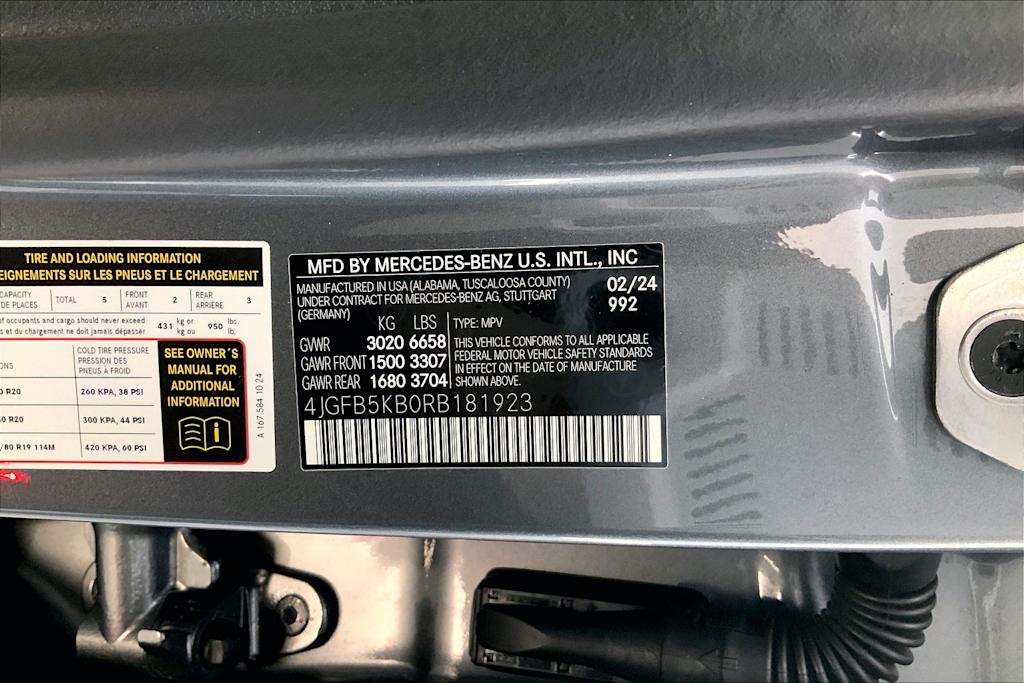 TIRE AND LOADING INFORMATION
EIGNEMENTS SUR LES PNEUS ET LE CHARGEMENT
CAPACITY
DE PLACES
TOTAL 5
FRONT
AVANT
2
REAR
ARRIÈRE
3
of occupants and cargo should never exceed
s et du chargement ne doit jamais dépasser
431 kg or
kg ou
950 lbs.
lb.
COLD TIRE PRESSURE
PRESSION DES
PNEUS À FROID
ONS
0 R20 260 KPA, 38 PSI
0 R20 300 KPA, 44 PSI
/80 R19 114M 420 KPA, 60 PSI
SEE OWNER'S
MANUAL FOR
ADDITIONAL
INFORMATION
i
A 167 584 10 24
MFD BY MERCEDES-BENZ U.S. INTL., INC
MANUFACTURED IN USA (ALABAMA, TUSCALOOSA COUNTY)
UNDER CONTRACT FOR MERCEDES-BENZ AG, STUTTGART
(GERMANY)
02/24
992
KG LBS
GVWR 3020 6658
GAWR FRONT 1500 3307
GAWR REAR 1680 3704
TYPE: MPV
THIS VEHICLE CONFORMS TO ALL APPLICABLE
FEDERAL MOTOR VEHICLE SAFETY STANDARDS
IN EFFECT ON THE DATE OF MANUFACTURE
SHOWN ABOVE.
4JGFB5KB0RB181923